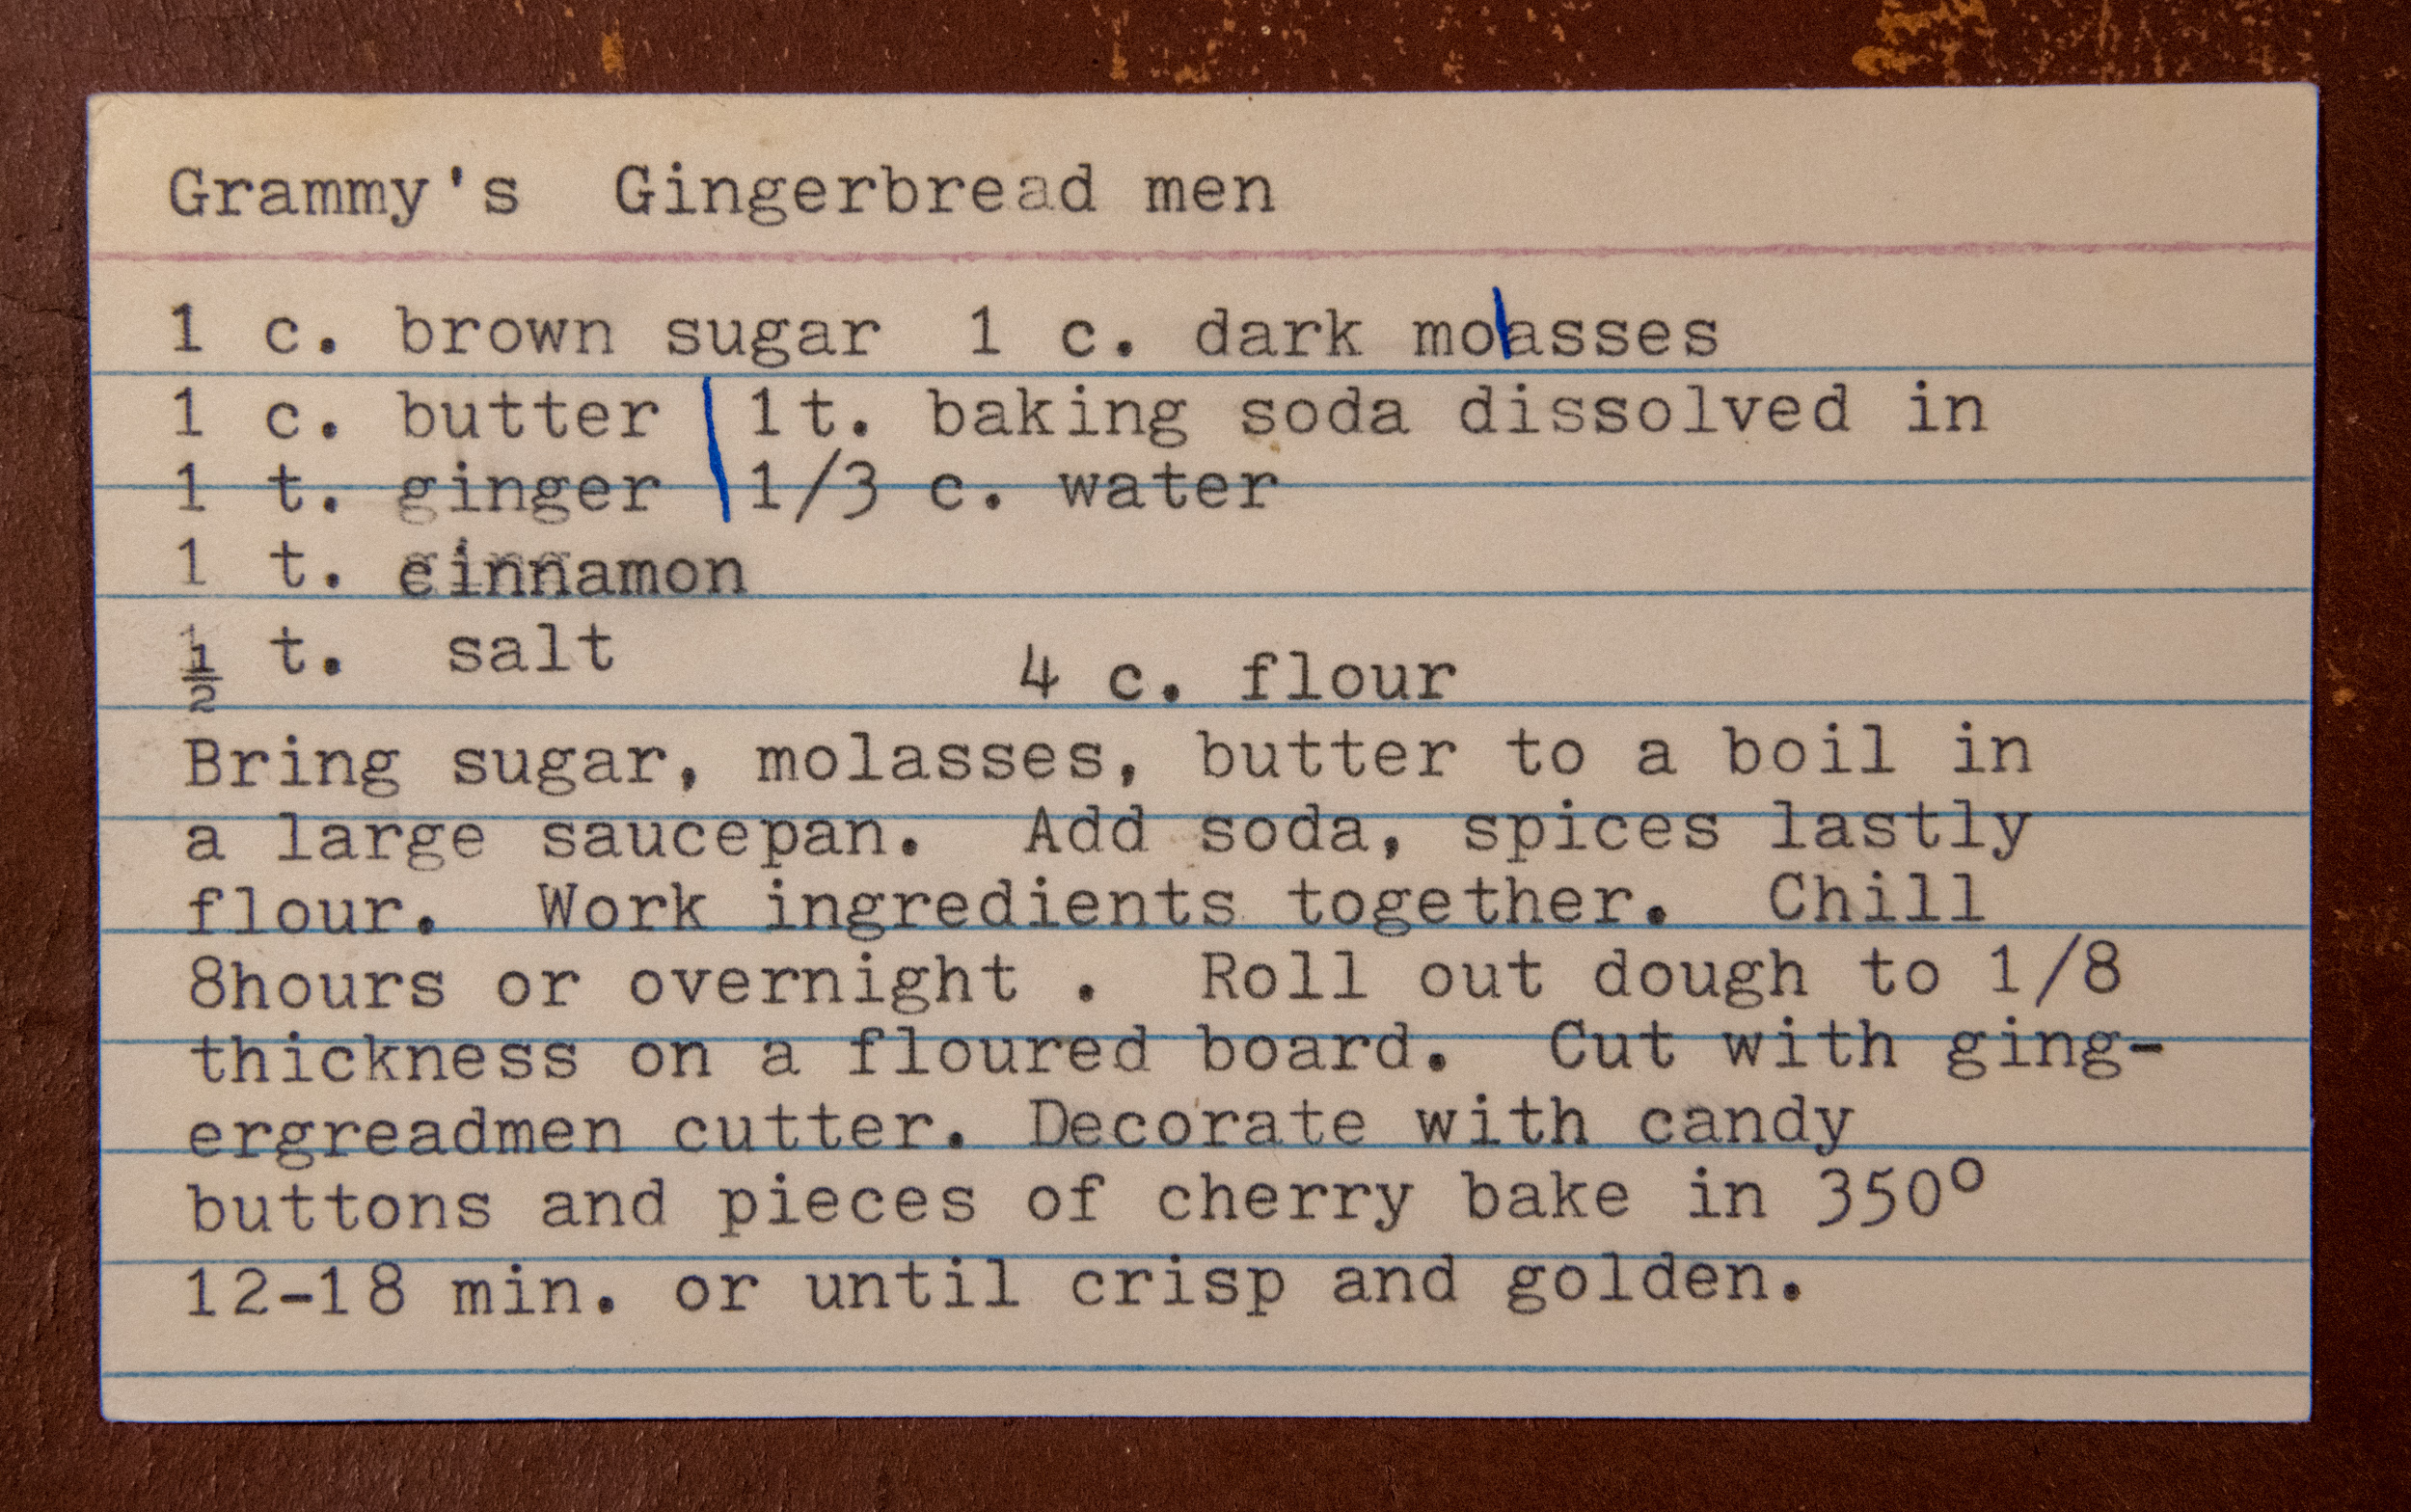 Grammy's Gingerbread men
1 c. brown sugar 1 c. dark molasses
1 c. butter | 1t. baking soda dissolved in
1 t. ginger | 1/3 c. water
1 t. cinnamon
½ t. salt 4 c. flour
Bring sugar, molasses, butter to a boil in
a large saucepan. Add soda, spices lastly
flour. Work ingredients together. Chill
8hours or overnight . Roll out dough to 1/8
thickness on a floured board. Cut with ging-
ergreadmen cutter. Decorate with candy
buttons and pieces of cherry bake in 350°
12-18 min. or until crisp and golden.